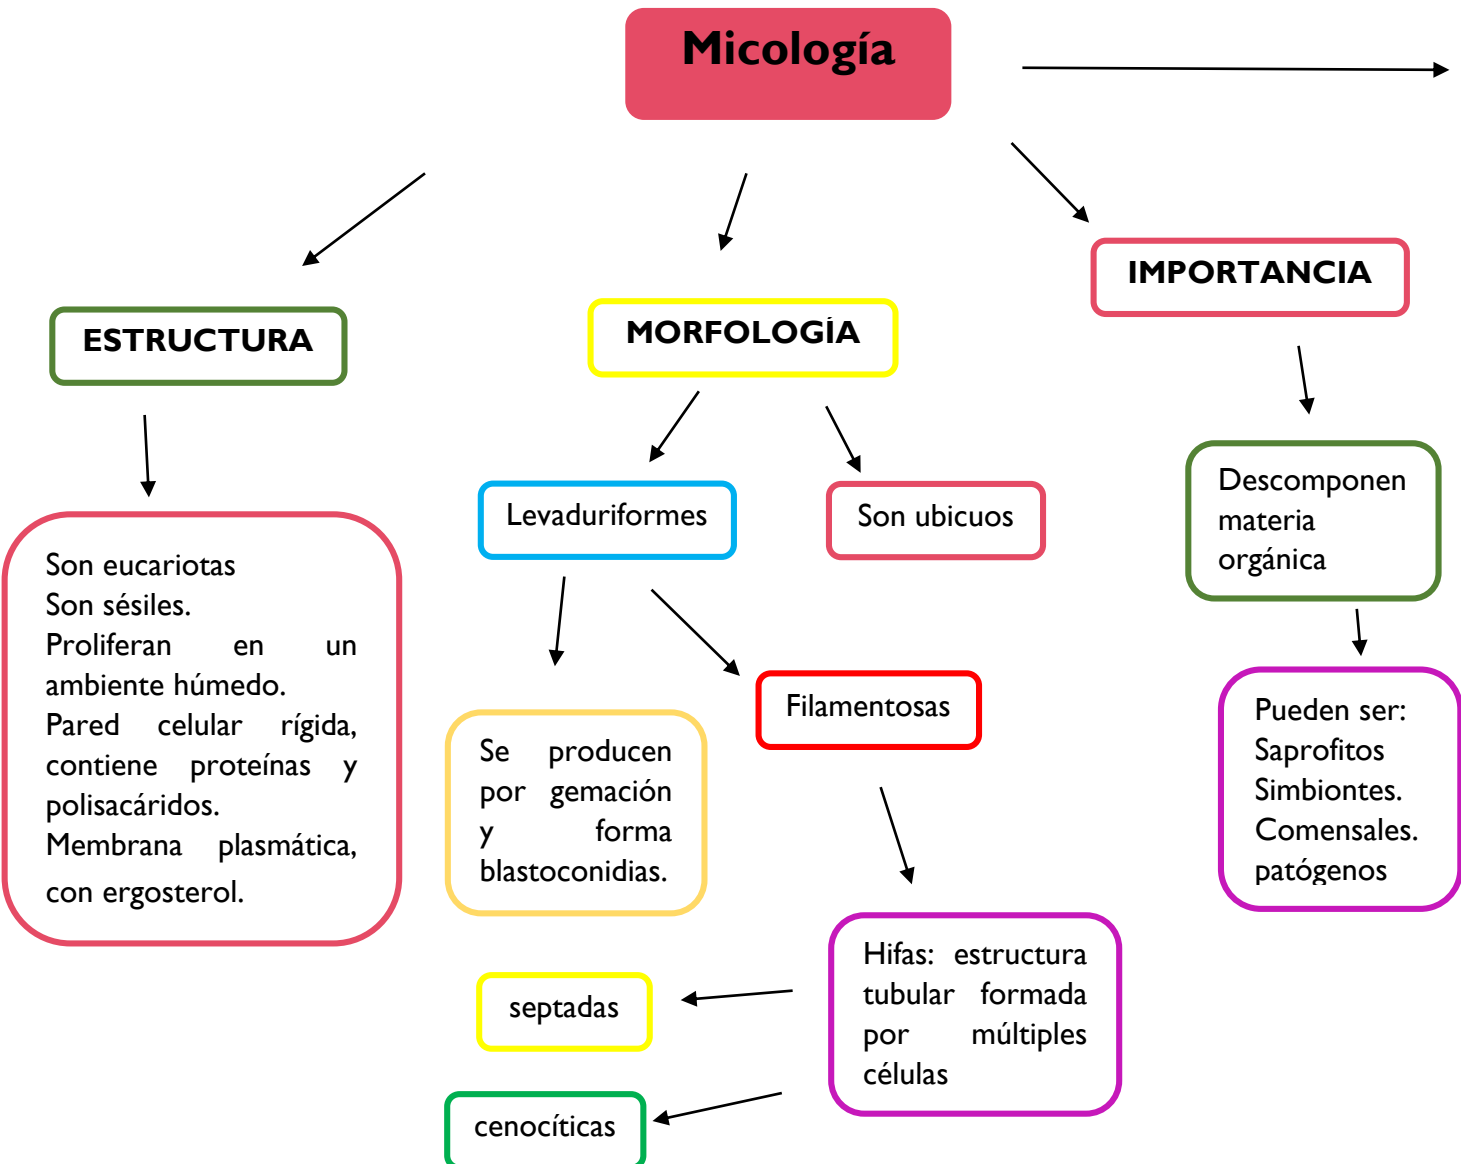 Micología
IMPORTANCIA
ESTRUCTURA
MORFOLOGÍA
Levaduriformes
Son ubicuos
Descomponen
materia
orgánica
Son eucariotas
Son sésiles.
Proliferan en un
ambiente húmedo.
Pared celular rígida,
contiene proteínas y
polisacáridos.
Membrana plasmática,
con ergosterol.
Se producen
por gemación
y forma
blastoconidias.
Filamentosas
Pueden ser:
Saprofitos
Simbiontes.
Comensales.
patógenos
Hifas: estructura
tubular formada
por múltiples
células
septadas
cenocíticas